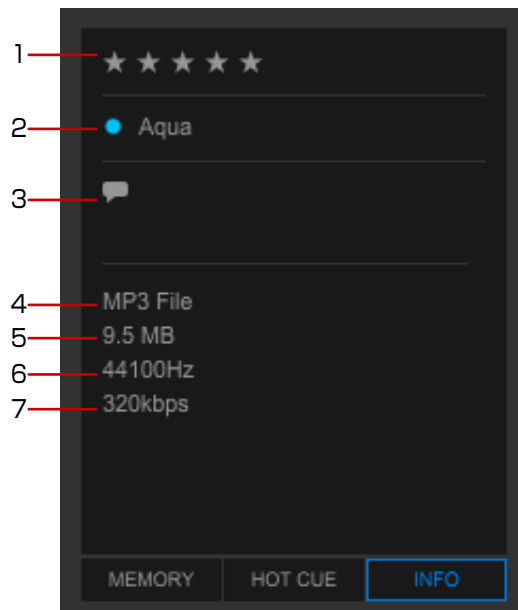 1
2 Aqua
3
4 MP3 File
5 9.5 MB
6 44100Hz
7 320kbps
MEMORY HOT CUE INFO